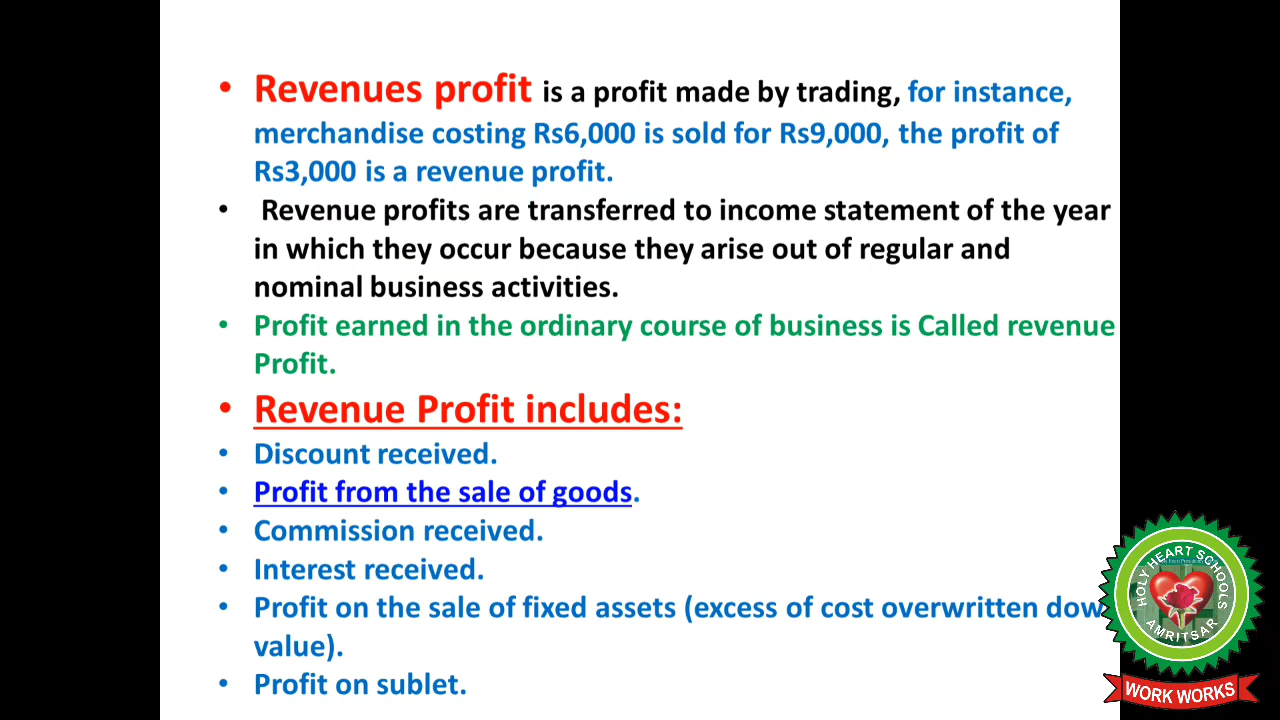 • Revenues profit is a profit made by trading, for instance,
merchandise costing Rs6,000 is sold for Rs9,000, the profit of
Rs3,000 is a revenue profit.
• Revenue profits are transferred to income statement of the year
in which they occur because they arise out of regular and
nominal business activities.
• Profit earned in the ordinary course of business is Called revenue
Profit.
• Revenue Profit includes:
• Discount received.
• Profit from the sale of goods.
• Commission received.
• Interest received.
• Profit on the sale of fixed assets (excess of cost overwritten dow
value).
• Profit on sublet.
HOLY HEART SCHOOLS
AMRITSAR
WORK WORKS